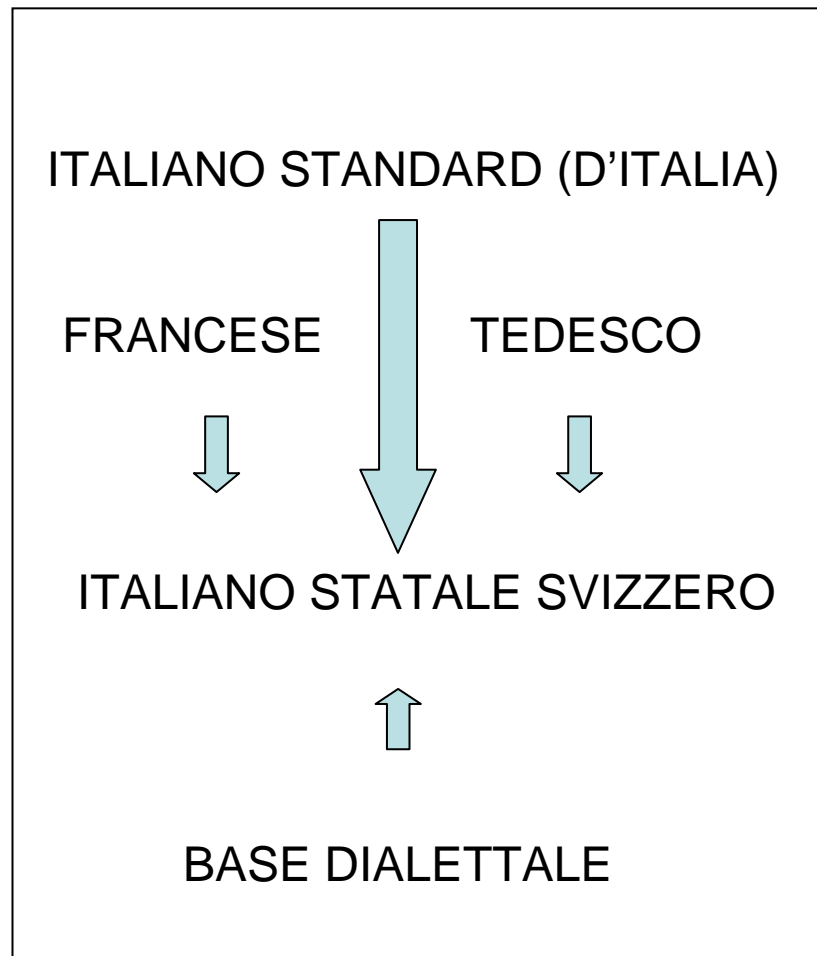 ITALIANO STANDARD (D'ITALIA)
FRANCESE TEDESCO
ITALIANO STATALE SVIZZERO
BASE DIALETTALE